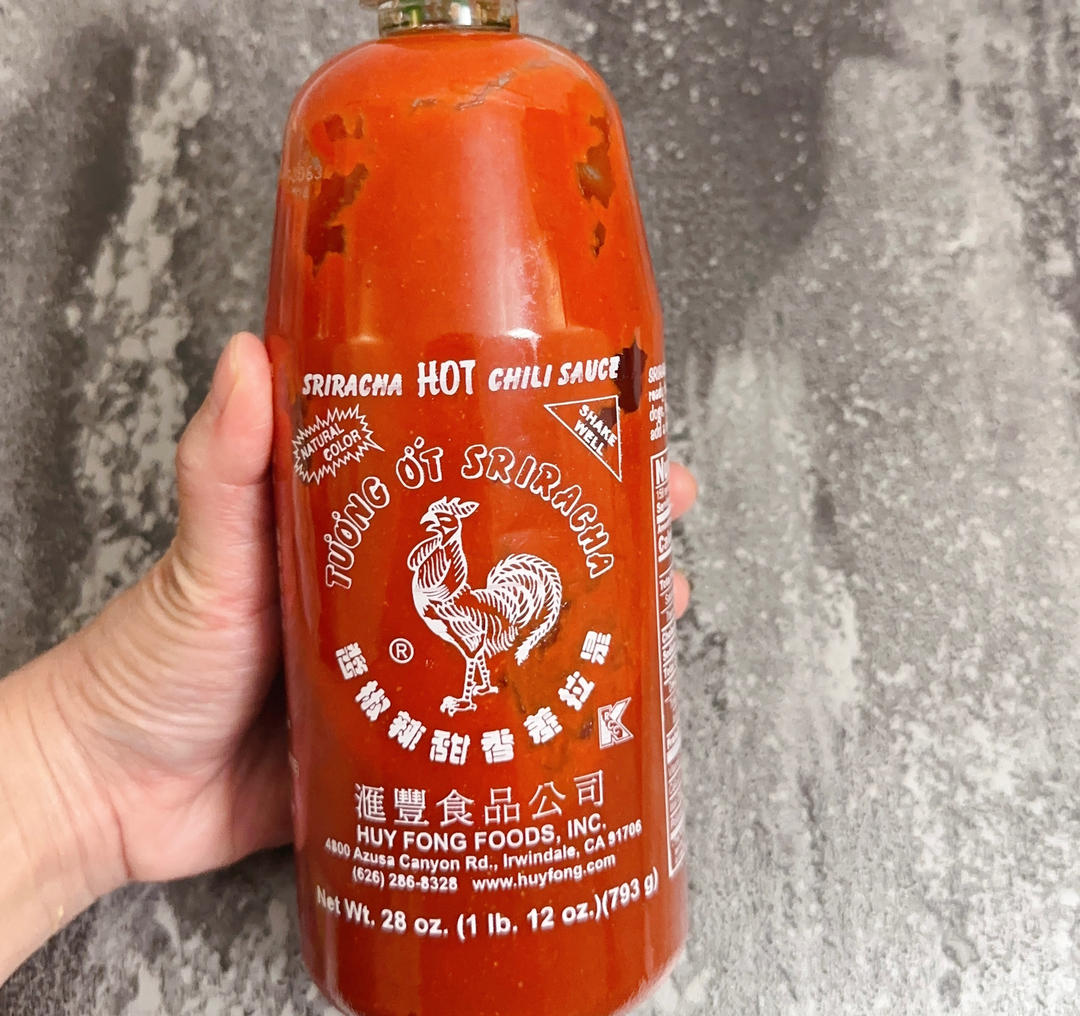 SRIRACHA HOT CHILI SAUCE
NATURAL
COLOR
SHAKE
WELL
TƯƠNG ỚT SRIRACHA
®
是拉差香甜辣椒醬
滙豐食品公司
HUY FONG FOODS, INC.
4800 Azusa Canyon Rd., Irwindale, CA 91706
(626) 286-8328 www.huyfong.com
Net Wt. 28 oz. (1 lb. 12 oz.)(793 g)